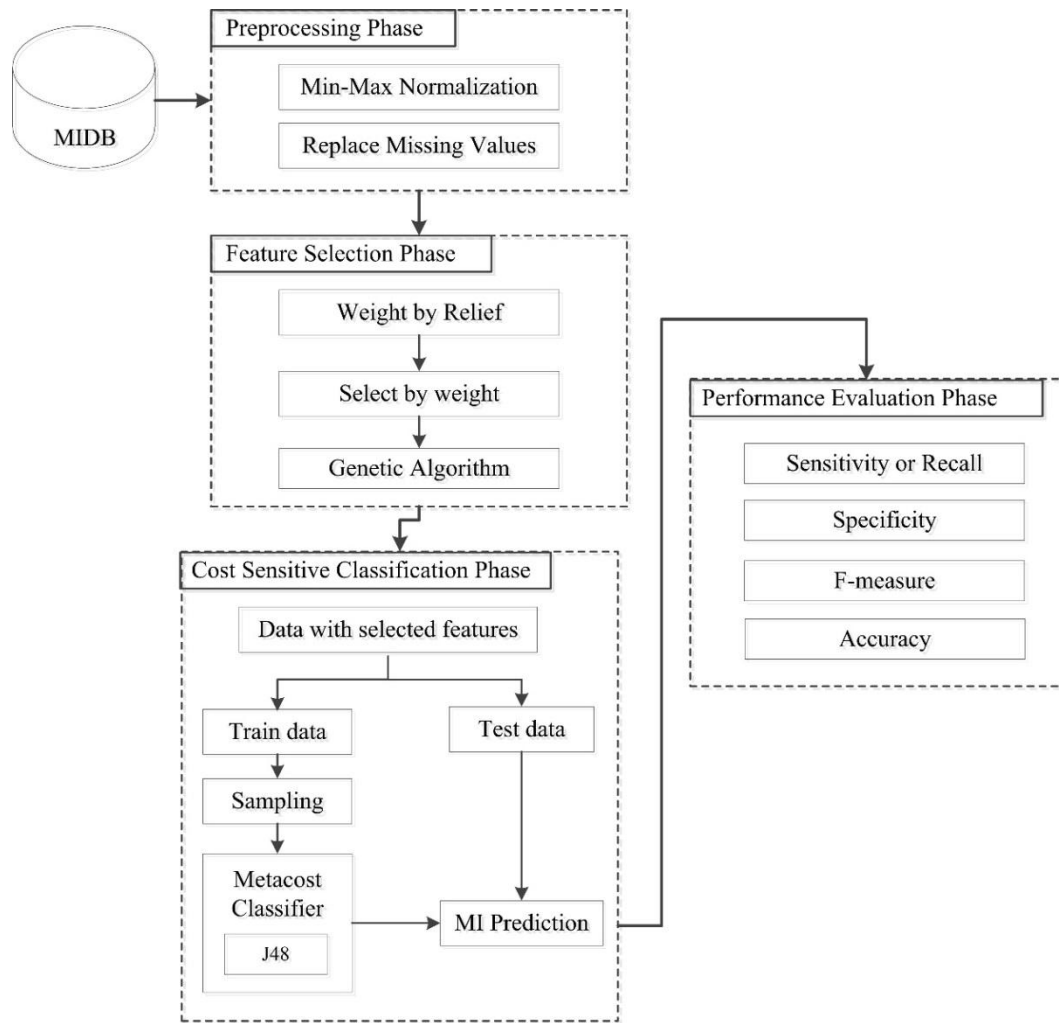 MIDB
Preprocessing Phase
Min-Max Normalization
Replace Missing Values
Feature Selection Phase
Weight by Relief
Select by weight
Genetic Algorithm
Cost Sensitive Classification Phase
Data with selected features
Train data
Test data
Sampling
Metacost
Classifier
J48
MI Prediction
Performance Evaluation Phase
Sensitivity or Recall
Specificity
F-measure
Accuracy